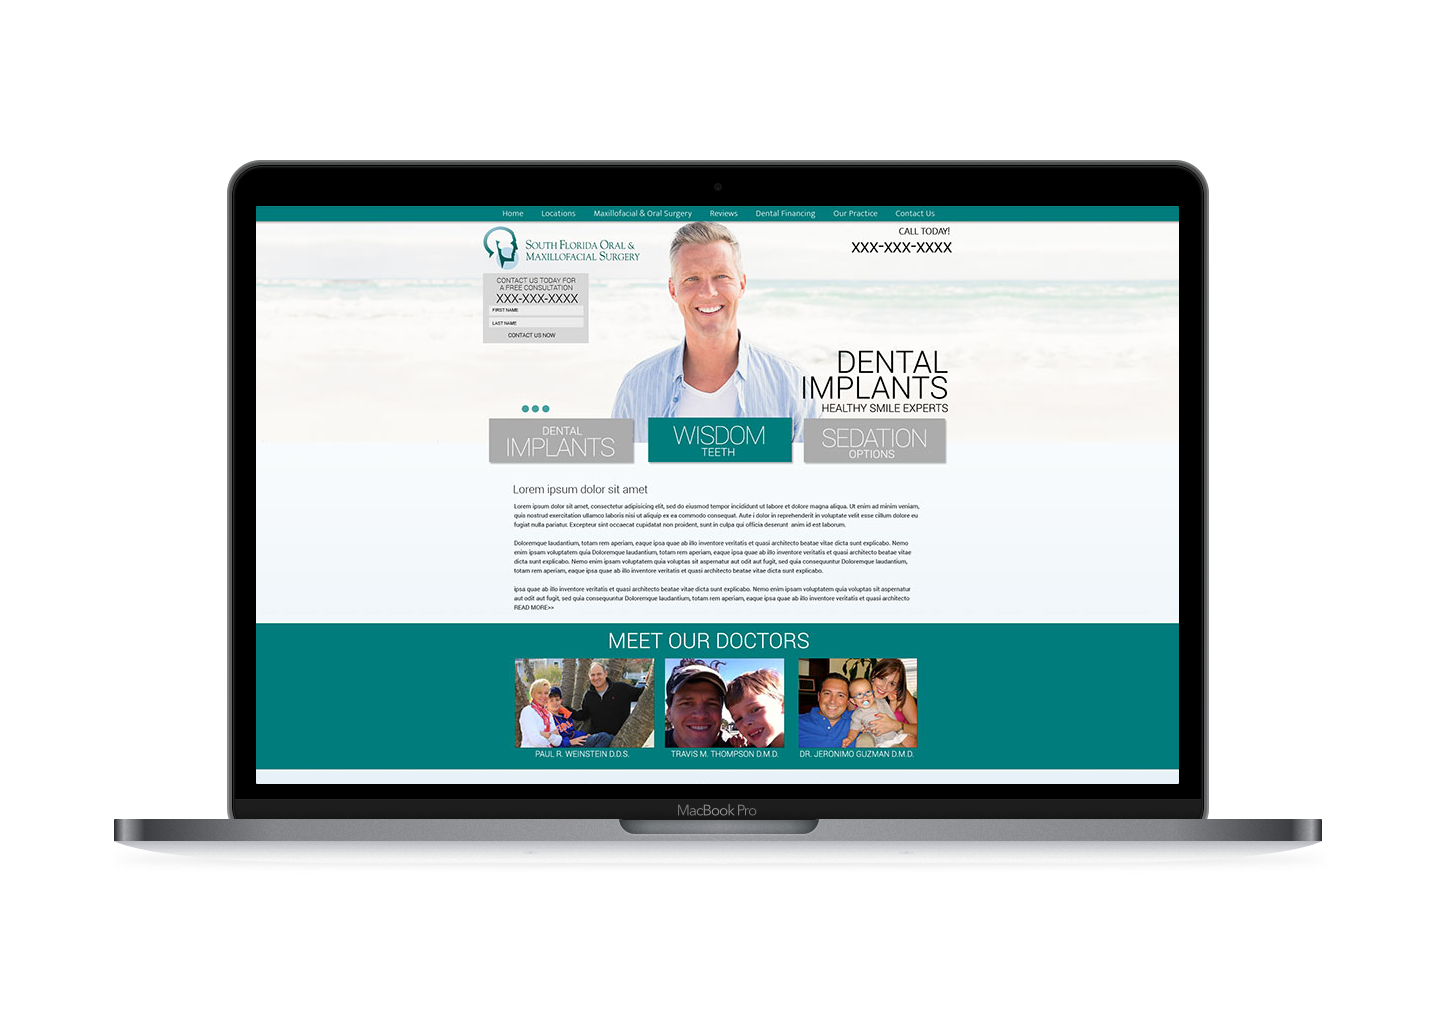 Home Locations Maxillofacial & Oral Surgery Reviews Dental Financing Our Practice Contact Us
SOUTH FLORIDA ORAL &
MAXILLOFACIAL SURGERY
CALL TODAY!
XXX-XXX-XXXX
CONTACT US TODAY FOR
A FREE CONSULTATION
XXX-XXX-XXXX
FIRST NAME
LAST NAME
CONTACT US NOW
DENTAL
IMPLANTS
HEALTHY SMILE EXPERTS
DENTAL
IMPLANTS
WISDOM
TEETH
SEDATION
OPTIONS
Lorem ipsum dolor sit amet
Lorem ipsum dolor sit amet, consectetur adipisicing elit, sed do eiusmod tempor incididunt ut labore et dolore magna aliqua. Ut enim ad minim veniam,
quis nostrud exercitation ullamco laboris nisi ut aliquip ex ea commodo consequat. Aute i dolor in reprehenderit in voluptate velit esse cillum dolore eu
fugiat nulla pariatur. Excepteur sint occaecat cupidatat non proident, sunt in culpa qui officia deserunt anim id est laborum.
Doloremque laudantium, totam rem aperiam, eaque ipsa quae ab illo inventore veritatis et quasi architecto beatae vitae dicta sunt explicabo. Nemo
enim ipsam voluptatem quia Doloremque laudantium, totam rem aperiam, eaque ipsa quae ab illo inventore veritatis et quasi architecto beatae vitae
dicta sunt explicabo. Nemo enim ipsam voluptatem quia voluptas sit aspernatur aut odit aut fugit, sed quia consequuntur Doloremque laudantium,
totam rem aperiam, eaque ipsa quae ab illo inventore veritatis et quasi architecto beatae vitae dicta sunt explicabo.
ipsa quae ab illo inventore veritatis et quasi architecto beatae vitae dicta sunt explicabo. Nemo enim ipsam voluptatem quia voluptas sit aspernatur
aut odit aut fugit, sed quia consequuntur Doloremque laudantium, totam rem aperiam, eaque ipsa quae ab illo inventore veritatis et quasi architecto
READ MORE>>
MEET OUR DOCTORS
PAUL R. WEINSTEIN D.D.S.
TRAVIS M. THOMPSON D.M.D.
DR. JERONIMO GUZMAN D.M.D.
MacBook Pro